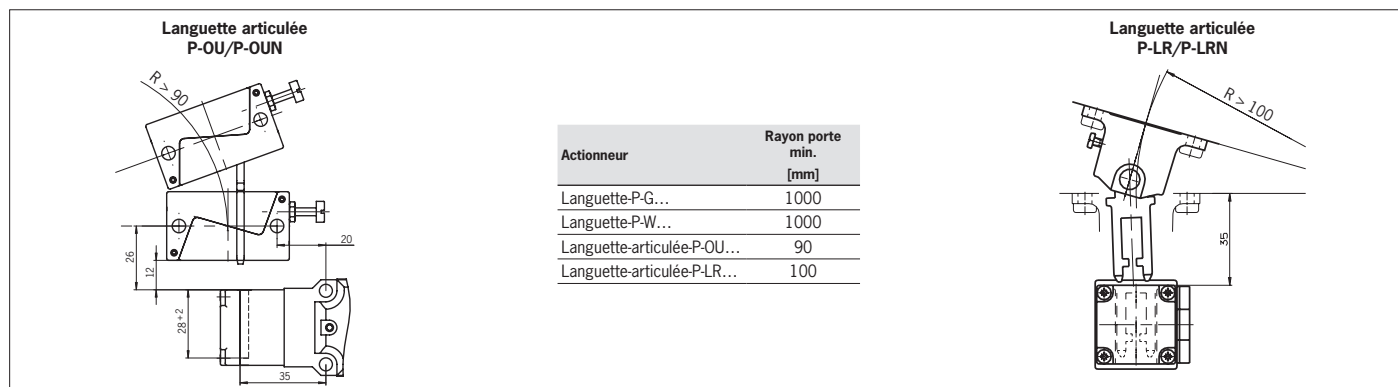 Languette articulée
P-OU/P-OUN
R > 90
20
26
12
28+2
35
Actionneur
Rayon porte
min.
[mm]
Languette-P-G… 1000
Languette-P-W… 1000
Languette-articulée-P-OU… 90
Languette-articulée-P-LR… 100
Languette articulée
P-LR/P-LRN
R > 100
35